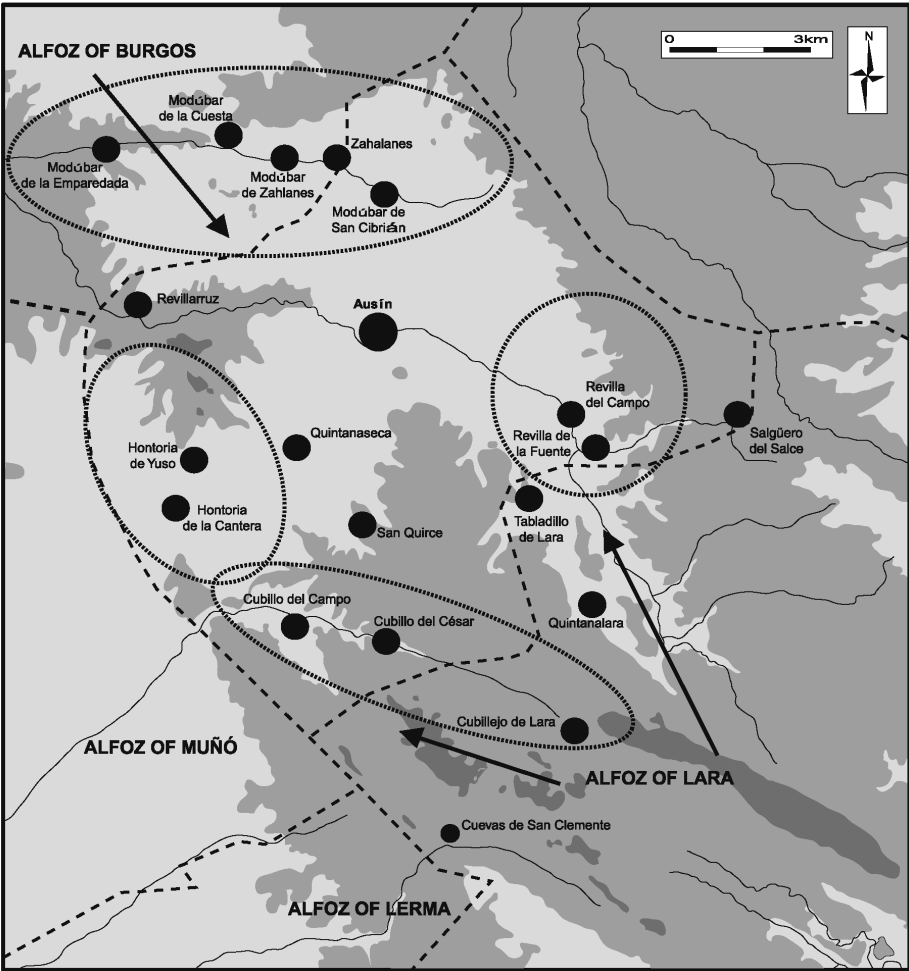 ALFOZ OF BURGOS
0 3km
N
Modúbar
de la Cuesta
Modúbar
de la Emparedada
Modúbar
de Zahlanes
Zahalanes
Modúbar de
San Cibrián
Revillarruz
Ausín
Revilla
del Campo
Revilla de
la Fuente
Salgüero
del Salce
Quintanaseca
Hontoria
de Yuso
Hontoria
de la Cantera
San Quirce
Tabladillo
de Lara
Cubillo del Campo
Cubillo del César
Quintanalara
Cubillejo de Lara
ALFOZ OF MUÑÓ
ALFOZ OF LARA
Cuevas de San Clemente
ALFOZ OF LERMA